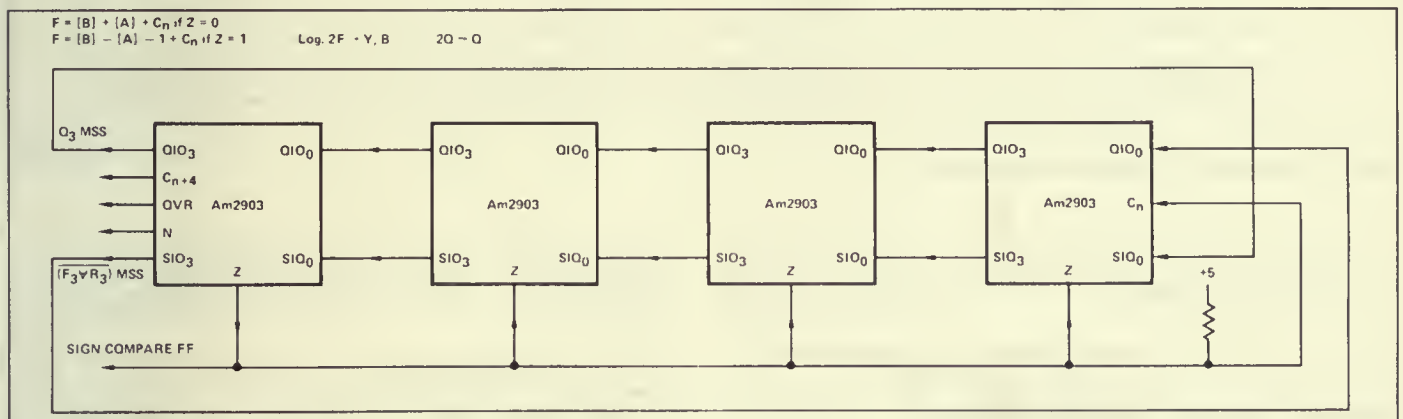 F = [B] + [A] + Cn if Z = 0
F = [B] − [A] − 1 + Cn if Z = 1 Log. 2F → Y, B 2Q → Q
Q3 MSS
QIO3 QIO0 QIO3 QIO0 QIO3 QIO0 QIO3 QIO0
Cn+4
OVR Am2903 Am2903 Am2903 Am2903 Cn
N
SIO3 SIO0 SIO3 SIO0 SIO3 SIO0 SIO3 SIO0
(F3∀R3) MSS Z Z Z Z
+5
SIGN COMPARE FF